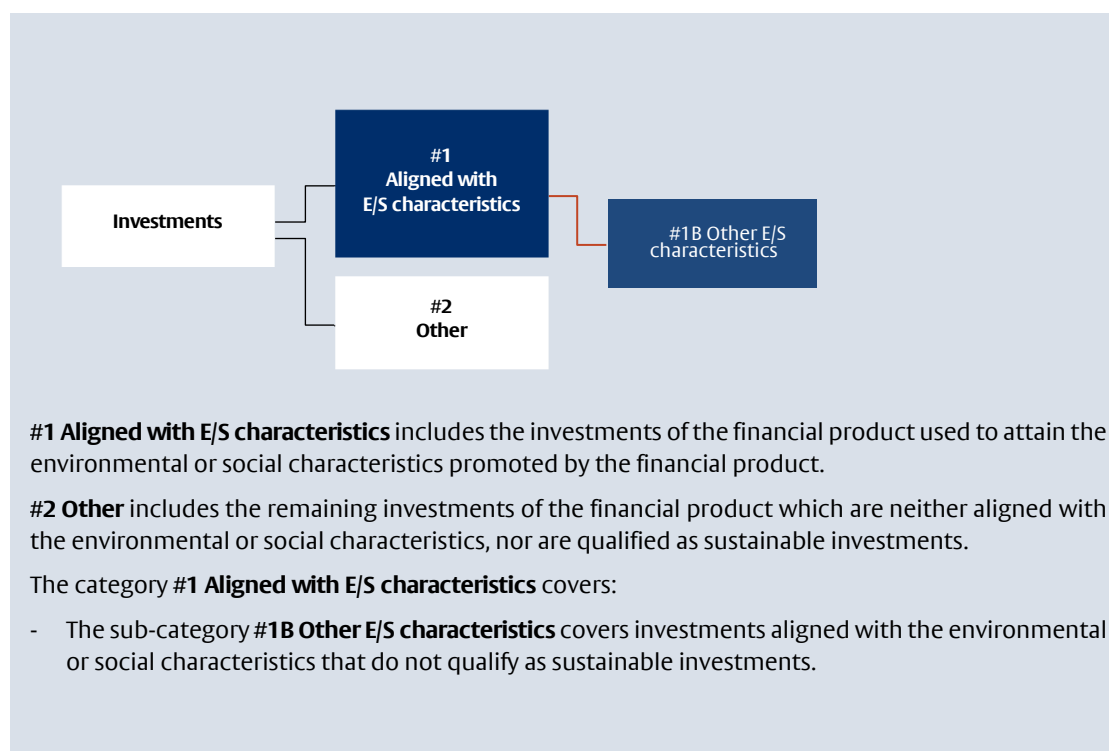 #1
Aligned with
E/S characteristics
Investments
#1B Other E/S
characteristics
#2
Other
#1 Aligned with E/S characteristics includes the investments of the financial product used to attain the
environmental or social characteristics promoted by the financial product.
#2 Other includes the remaining investments of the financial product which are neither aligned with
the environmental or social characteristics, nor are qualified as sustainable investments.
The category #1 Aligned with E/S characteristics covers:
- The sub-category #1B Other E/S characteristics covers investments aligned with the environmental
or social characteristics that do not qualify as sustainable investments.